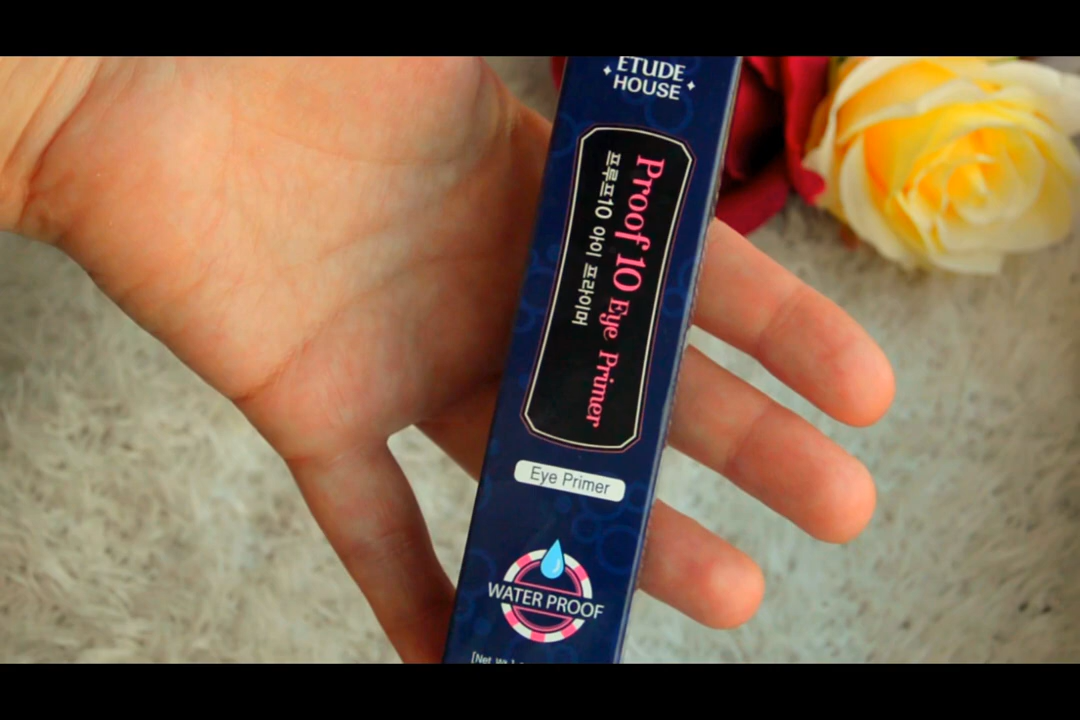 ETUDE
HOUSE
Proof 10 Eye Primer
프루프10 아이 프라이머
Eye Primer
WATER PROOF
[Net